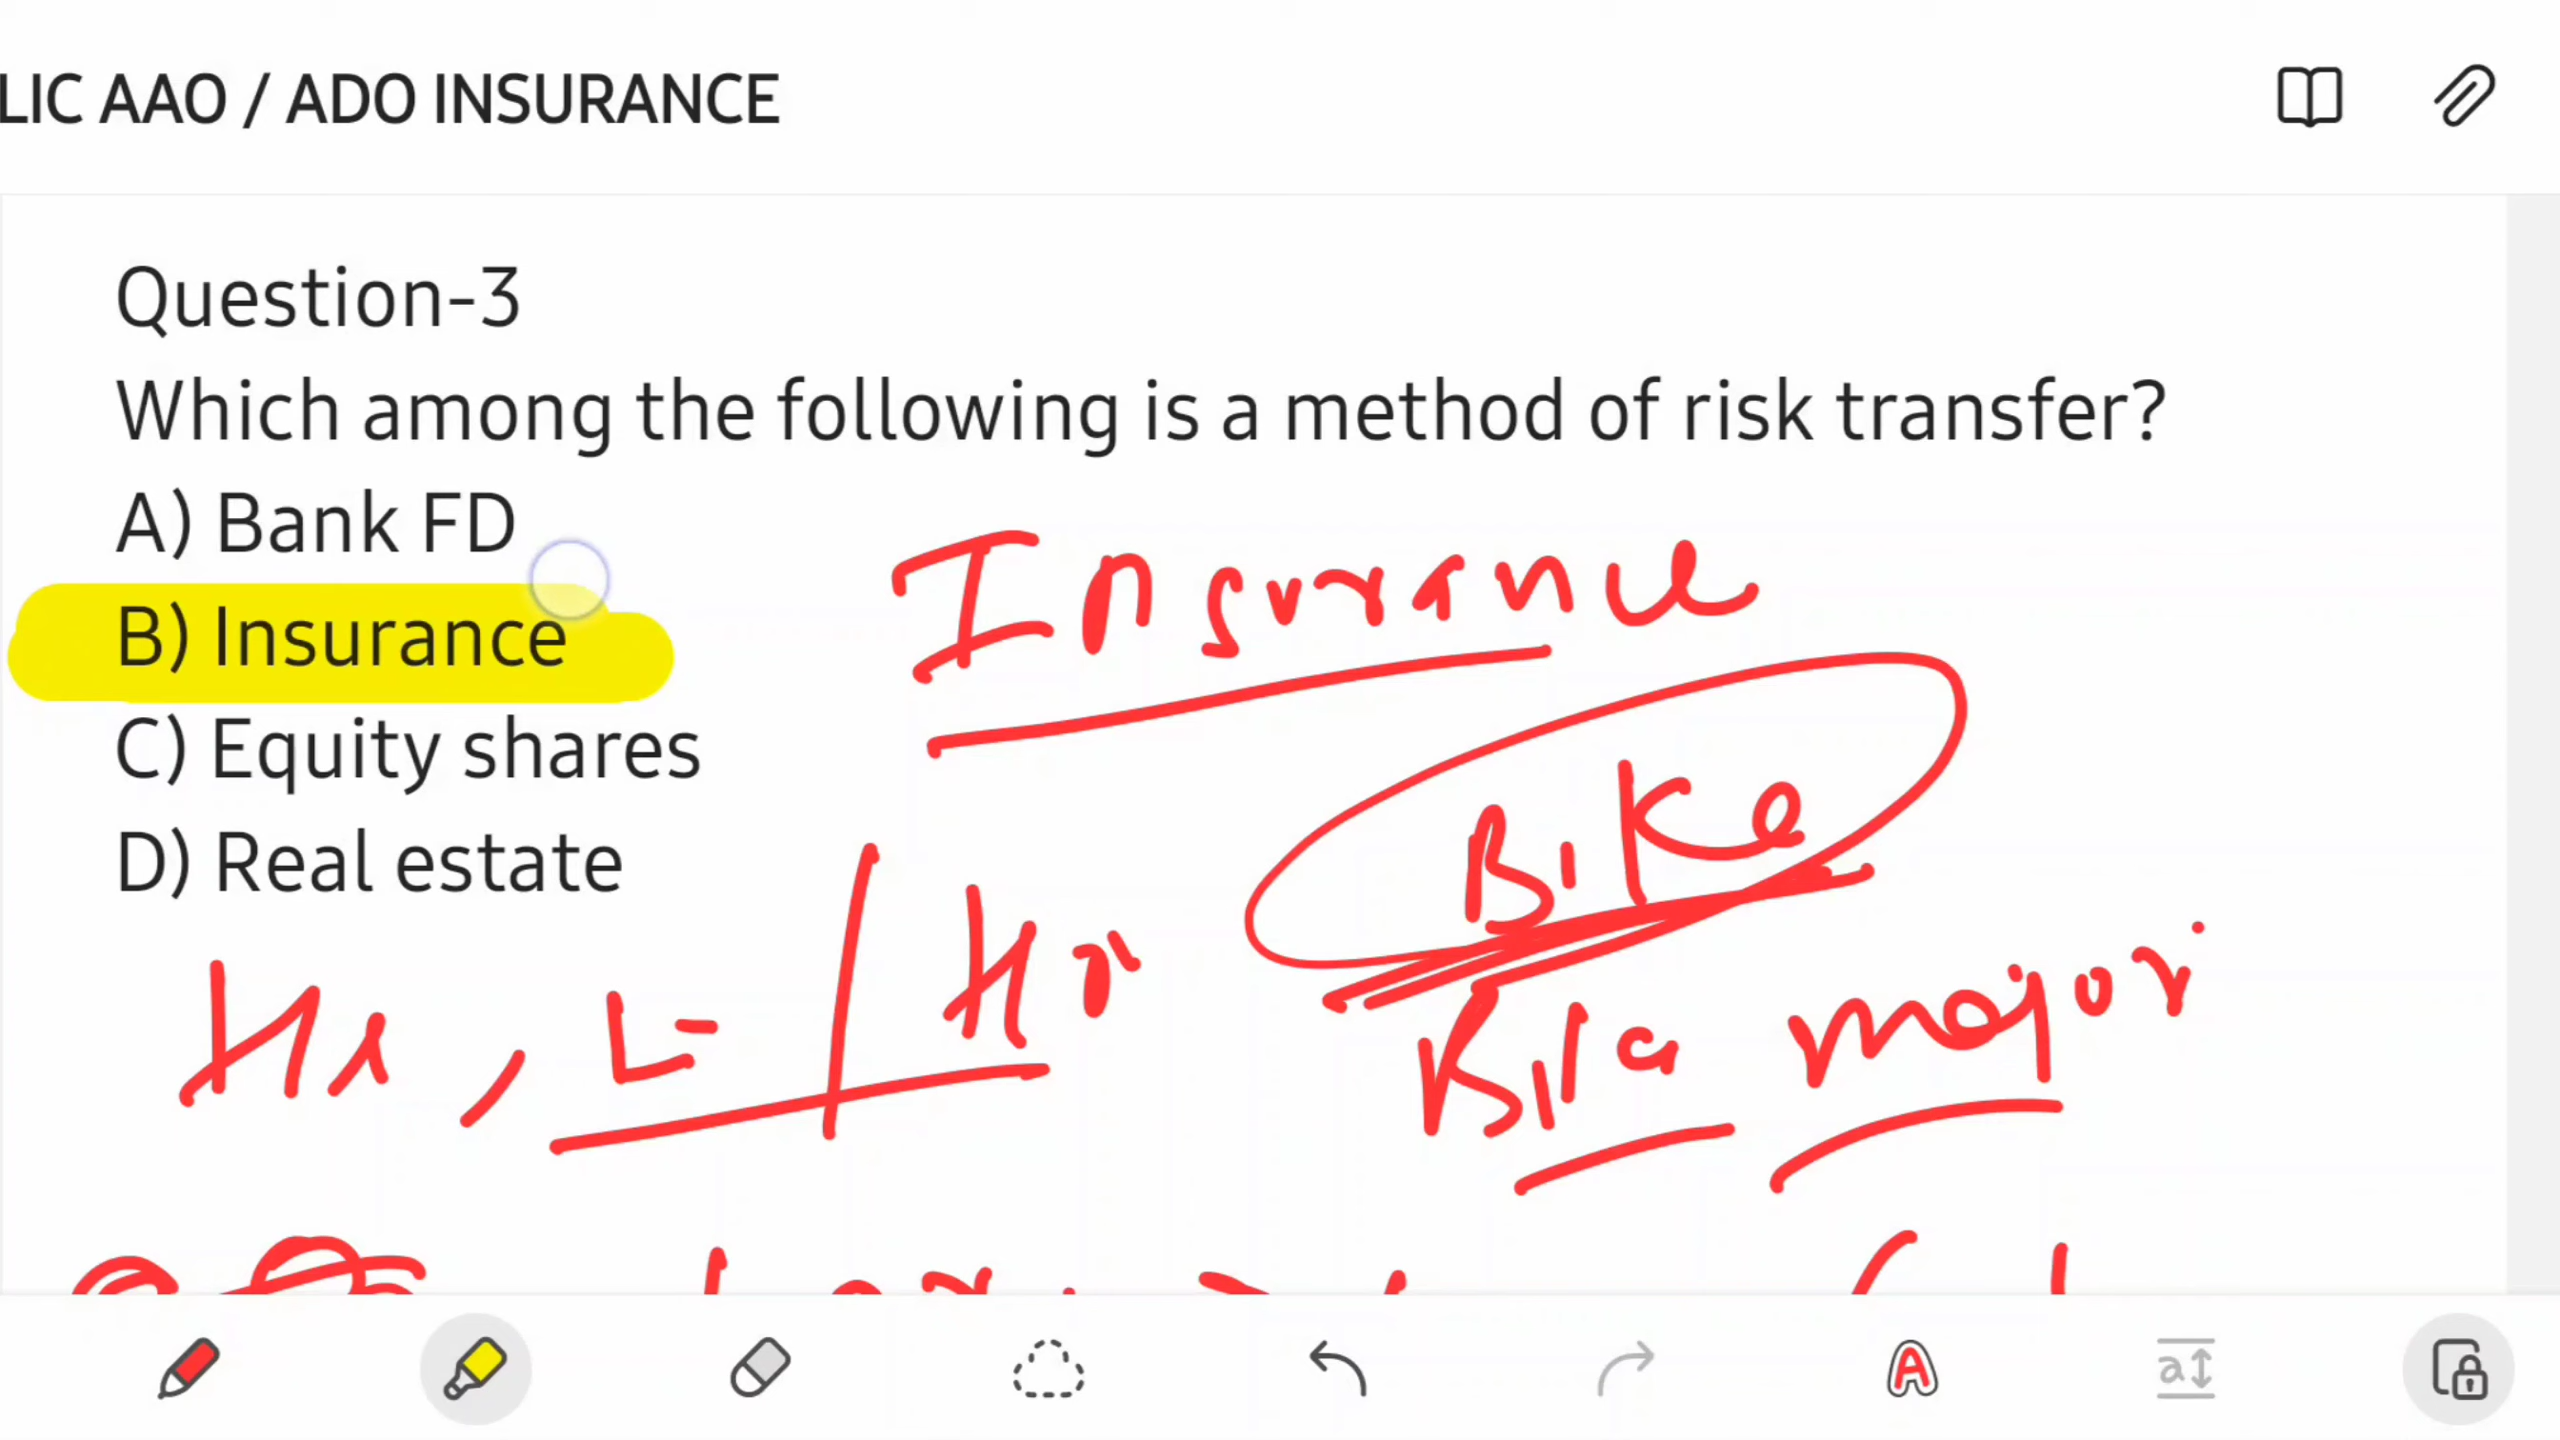 LIC AAO / ADO INSURANCE
Question-3
Which among the following is a method of risk transfer?
A) Bank FD
B) Insurance
C) Equity shares
D) Real estate
Insurance
Bike
major
A
a